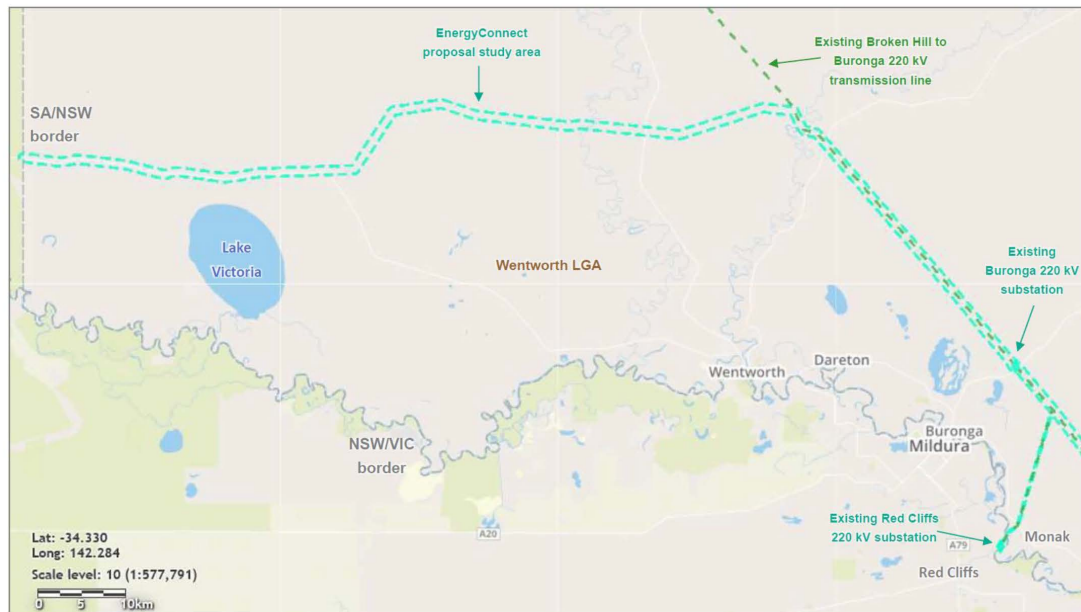 EnergyConnect
proposal study area
Existing Broken Hill to
Buronga 220 kV
transmission line
SA/NSW
border
Lake
Victoria
Wentworth LGA
Existing
Buronga 220 kV
substation
Wentworth
Dareton
NSW/VIC
border
Buronga
Mildura
Existing Red Cliffs
220 kV substation
A20
A79
Monak
Red Cliffs
Lat: -34.330
Long: 142.284
Scale level: 10 (1:577,791)
0 5 10km